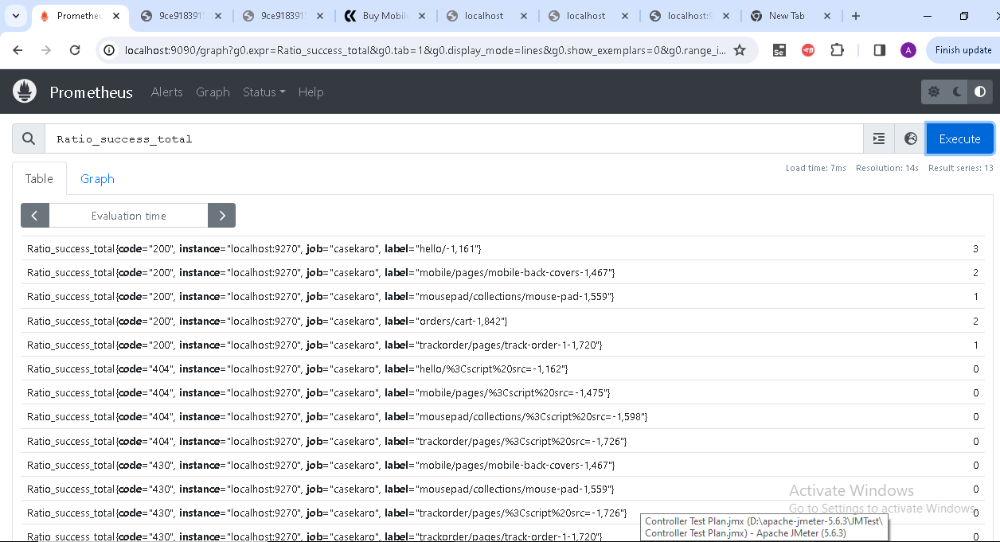 Prometheu
9ce9183915
9ce9183915
Buy Mobile
localhost
localhost
localhost:9
New Tab
localhost:9090/graph?g0.expr=Ratio_success_total&g0.tab=1&g0.display_mode=lines&g0.show_exemplars=0&g0.range_i...
Se
A
Finish update
Prometheus
Alerts
Graph
Status
Help
Ratio_success_total
Execute
Load time: 7ms Resolution: 14s Result series: 13
Table
Graph
Evaluation time
Ratio_success_total{code="200", instance="localhost:9270", job="casekaro", label="hello/-1,161"} 3
Ratio_success_total{code="200", instance="localhost:9270", job="casekaro", label="mobile/pages/mobile-back-covers-1,467"} 2
Ratio_success_total{code="200", instance="localhost:9270", job="casekaro", label="mousepad/collections/mouse-pad-1,559"} 1
Ratio_success_total{code="200", instance="localhost:9270", job="casekaro", label="orders/cart-1,842"} 2
Ratio_success_total{code="200", instance="localhost:9270", job="casekaro", label="trackorder/pages/track-order-1-1,720"} 1
Ratio_success_total{code="404", instance="localhost:9270", job="casekaro", label="hello/%3Cscript%20src=-1,162"} 0
Ratio_success_total{code="404", instance="localhost:9270", job="casekaro", label="mobile/pages/%3Cscript%20src=-1,475"} 0
Ratio_success_total{code="404", instance="localhost:9270", job="casekaro", label="mousepad/collections/%3Cscript%20src=-1,598"} 0
Ratio_success_total{code="404", instance="localhost:9270", job="casekaro", label="trackorder/pages/%3Cscript%20src=-1,726"} 0
Ratio_success_total{code="430", instance="localhost:9270", job="casekaro", label="mobile/pages/mobile-back-covers-1,467"} 0
Ratio_success_total{code="430", instance="localhost:9270", job="casekaro", label="mousepad/collections/mouse-pad-1,559"} 0
Ratio_success_total{code="430", instance="localhost:9270", job="casekaro", label="trackorder/pages/%3Cscript%20src=-1,726"} 0
Ratio_success_total{code="430", instance="localhost:9270", job="casekaro", label="trackorder/pages/track-order-1-1,720"} 0
Activate Windows
Go to Settings to activate Windows.
Controller Test Plan.jmx (D:\apache-jmeter-5.6.3\JMTest\
Controller Test Plan.jmx) - Apache JMeter (5.6.3)